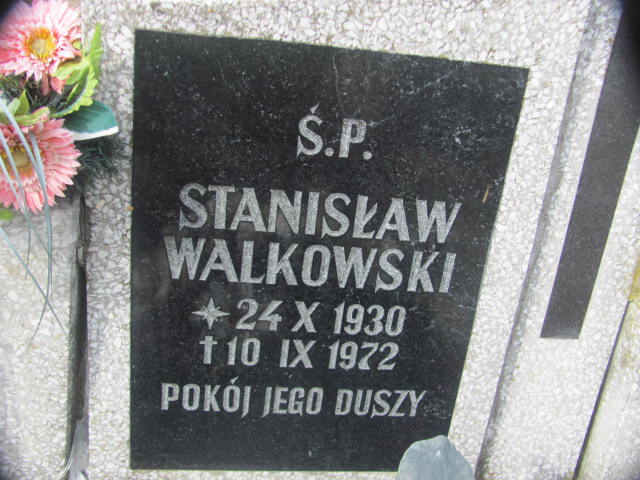 Ś.P.
STANISŁAW
WALKOWSKI
* 24 X 1930
† 10 IX 1972
POKÓJ JEGO DUSZY